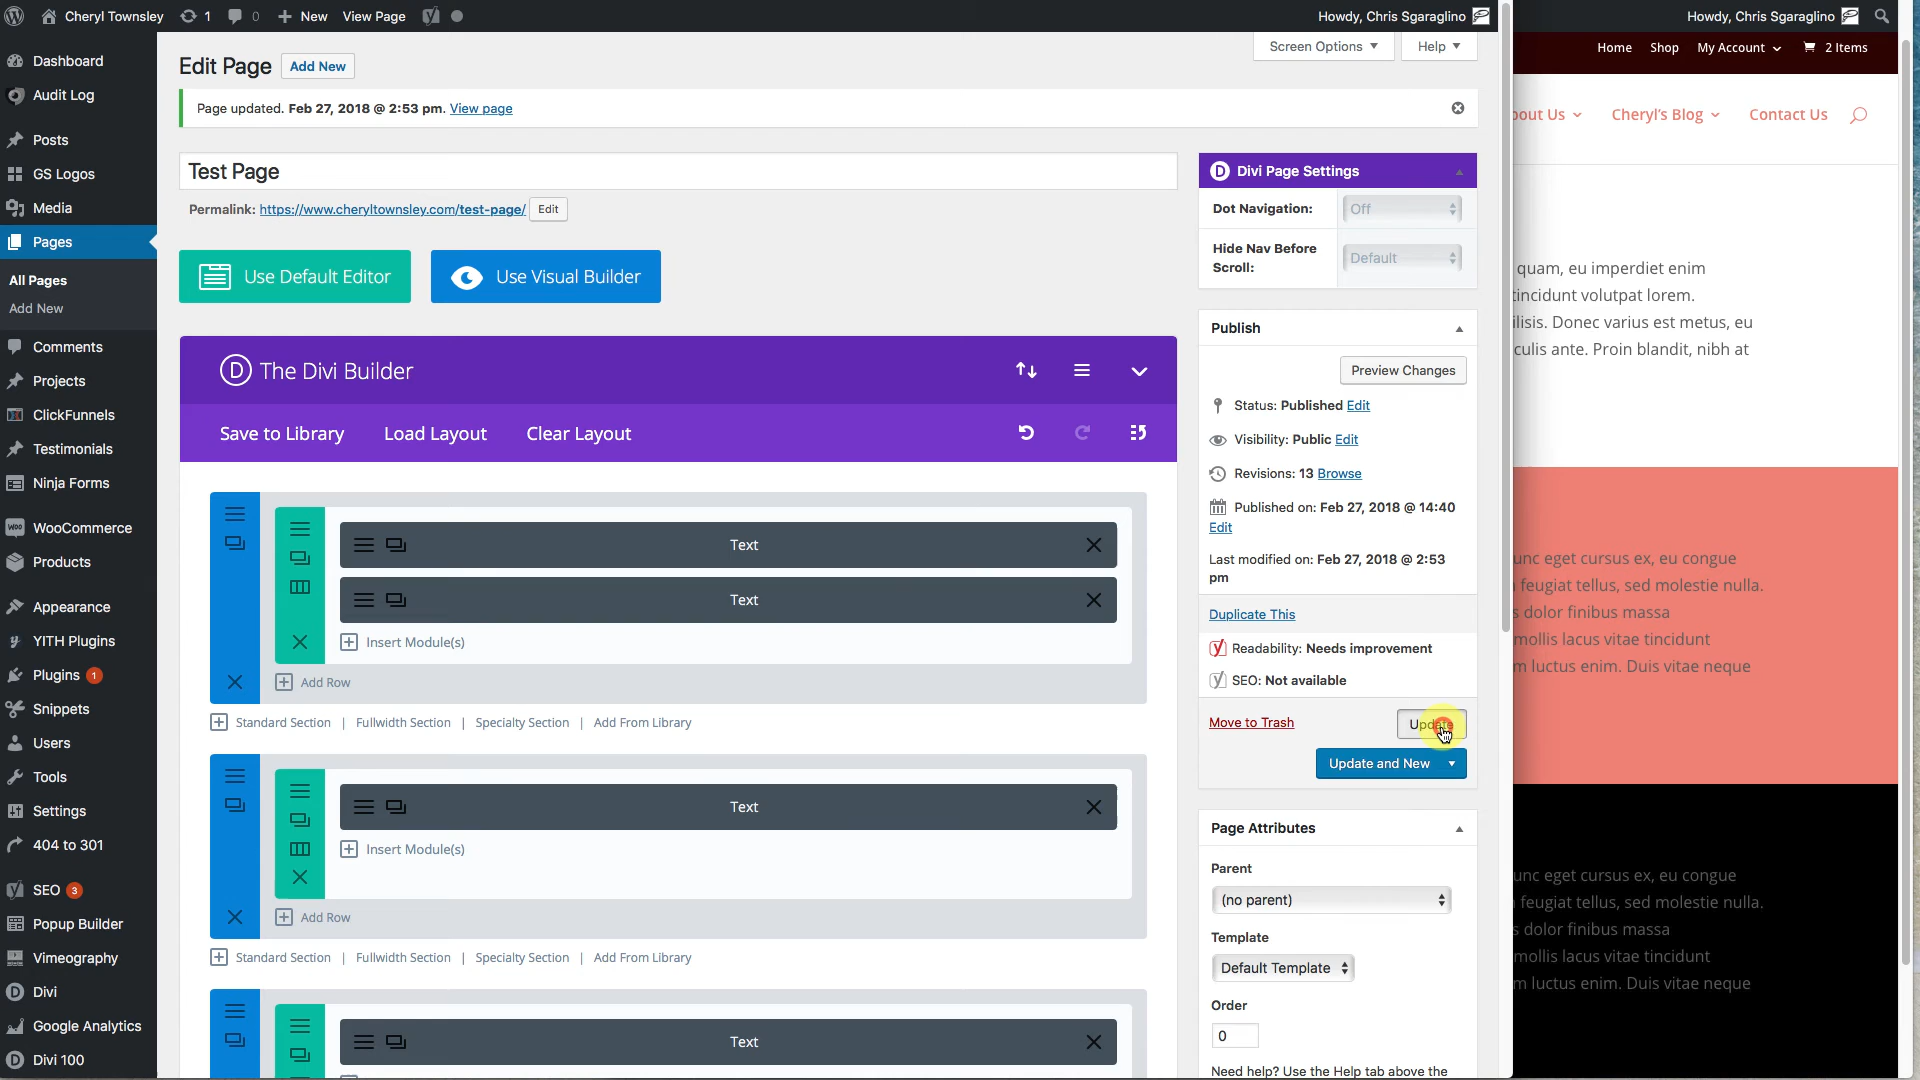 Cheryl Townsley
1
0
New
View Page
Howdy, Chris Sgaraglino
Dashboard
Audit Log
Posts
GS Logos
Media
Pages
All Pages
Add New
Comments
Projects
ClickFunnels
Testimonials
Ninja Forms
WooCommerce
Products
Appearance
YITH Plugins
Plugins 1
Snippets
Users
Tools
Settings
404 to 301
SEO 3
Popup Builder
Vimeography
Divi
Google Analytics
Divi 100
Screen Options
Help
Edit Page
Add New
Page updated. Feb 27, 2018 @ 2:53 pm. View page
Test Page
Permalink: https://www.cheryltownsley.com/test-page/ Edit
Use Default Editor
Use Visual Builder
The Divi Builder
Save to Library
Load Layout
Clear Layout
Text
Text
Insert Module(s)
Add Row
Standard Section | Fullwidth Section | Specialty Section | Add From Library
Text
Insert Module(s)
Add Row
Standard Section | Fullwidth Section | Specialty Section | Add From Library
Text
Divi Page Settings
Dot Navigation: Off
Hide Nav Before
Scroll:
Default
Publish
Preview Changes
Status: Published Edit
Visibility: Public Edit
Revisions: 13 Browse
Published on: Feb 27, 2018 @ 14:40
Edit
Last modified on: Feb 27, 2018 @ 2:53
pm
Duplicate This
Readability: Needs improvement
SEO: Not available
Move to Trash
Update
Update and New
Page Attributes
Parent
(no parent)
Template
Default Template
Order
0
Need help? Use the Help tab above the
Howdy, Chris Sgaraglino
Home
Shop
My Account
2 Items
bout Us
Cheryl's Blog
Contact Us
quam, eu imperdiet enim
tincidunt volutpat lorem.
ilisis. Donec varius est metus, eu
culis ante. Proin blandit, nibh at
unc eget cursus ex, eu congue
feugiat tellus, sed molestie nulla.
s dolor finibus massa
mollis lacus vitae tincidunt
m luctus enim. Duis vitae neque
unc eget cursus ex, eu congue
feugiat tellus, sed molestie nulla.
s dolor finibus massa
mollis lacus vitae tincidunt
m luctus enim. Duis vitae neque